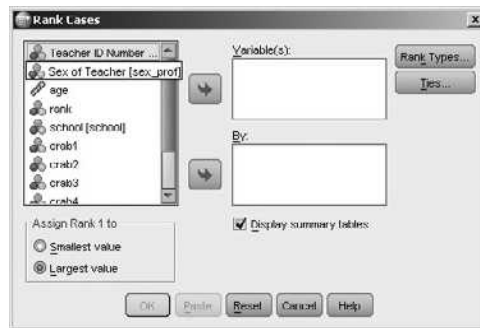 Rank Cases
Teacher ID Number ...
Sex of Teacher [sex_prof]
age
rank
school [school]
crab1
crab2
crab3
crab4
Variable(s):
By:
Rank Types...
Ties...
Assign Rank 1 to
Smallest value
Largest value
Display summary tables
OK Paste Reset Cancel Help